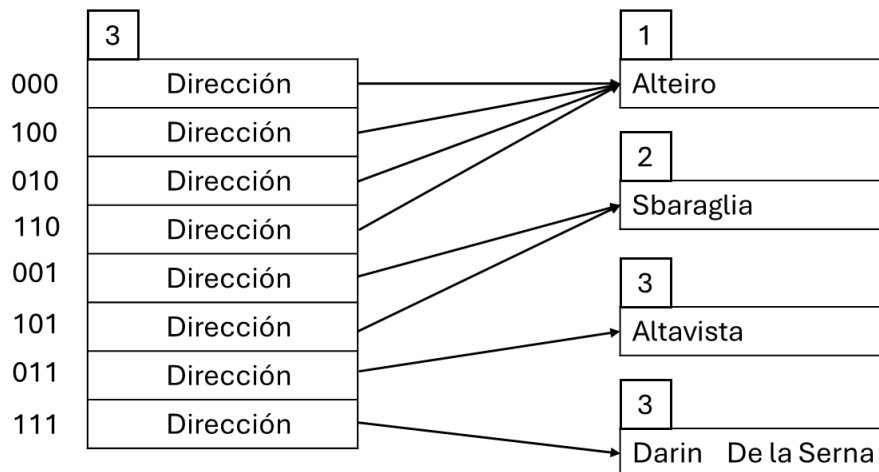 3
1
000 Dirección Alteiro
100 Dirección
2
010 Dirección
110 Dirección Sbaraglia
001 Dirección
3
101 Dirección Altavista
011 Dirección
3
111 Dirección
Darin De la Serna